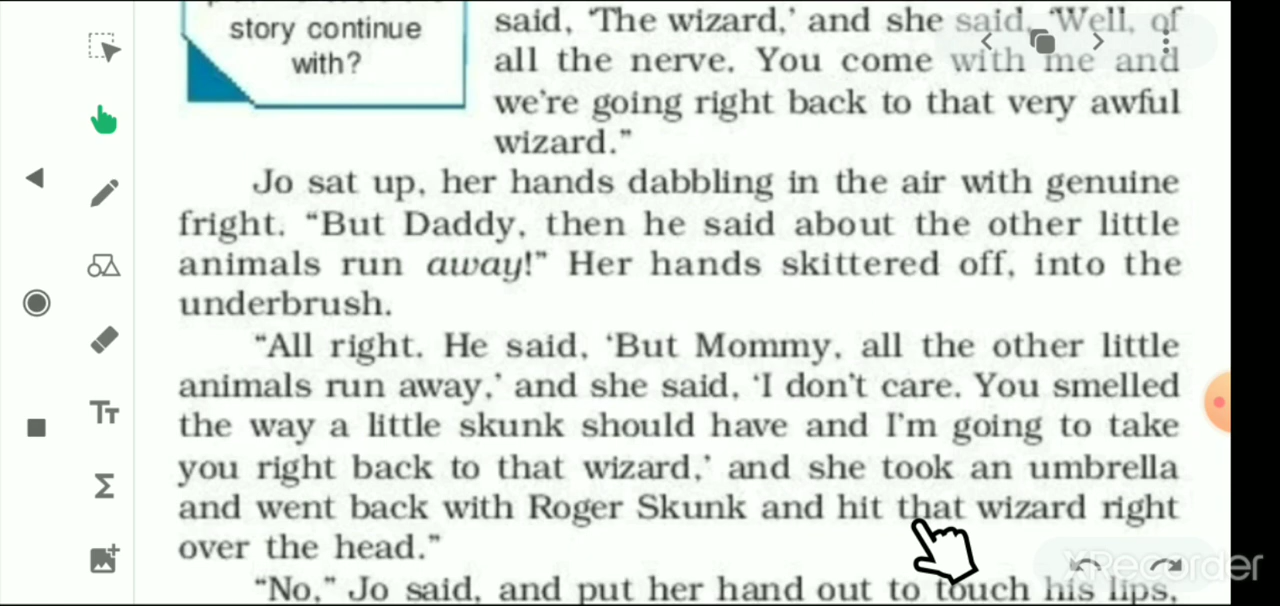 story continue
with?
said, ‘The wizard,’ and she said, ‘Well, of
all the nerve. You come with me and
we’re going right back to that very awful
wizard.”
Jo sat up, her hands dabbling in the air with genuine
fright. “But Daddy, then he said about the other little
animals run away!” Her hands skittered off, into the
underbrush.
“All right. He said, ‘But Mommy, all the other little
animals run away,’ and she said, ‘I don’t care. You smelled
the way a little skunk should have and I’m going to take
you right back to that wizard,’ and she took an umbrella
and went back with Roger Skunk and hit that wizard right
over the head.”
“No,” Jo said, and put her hand out to touch his lips,
TT
Σ
XRecorder